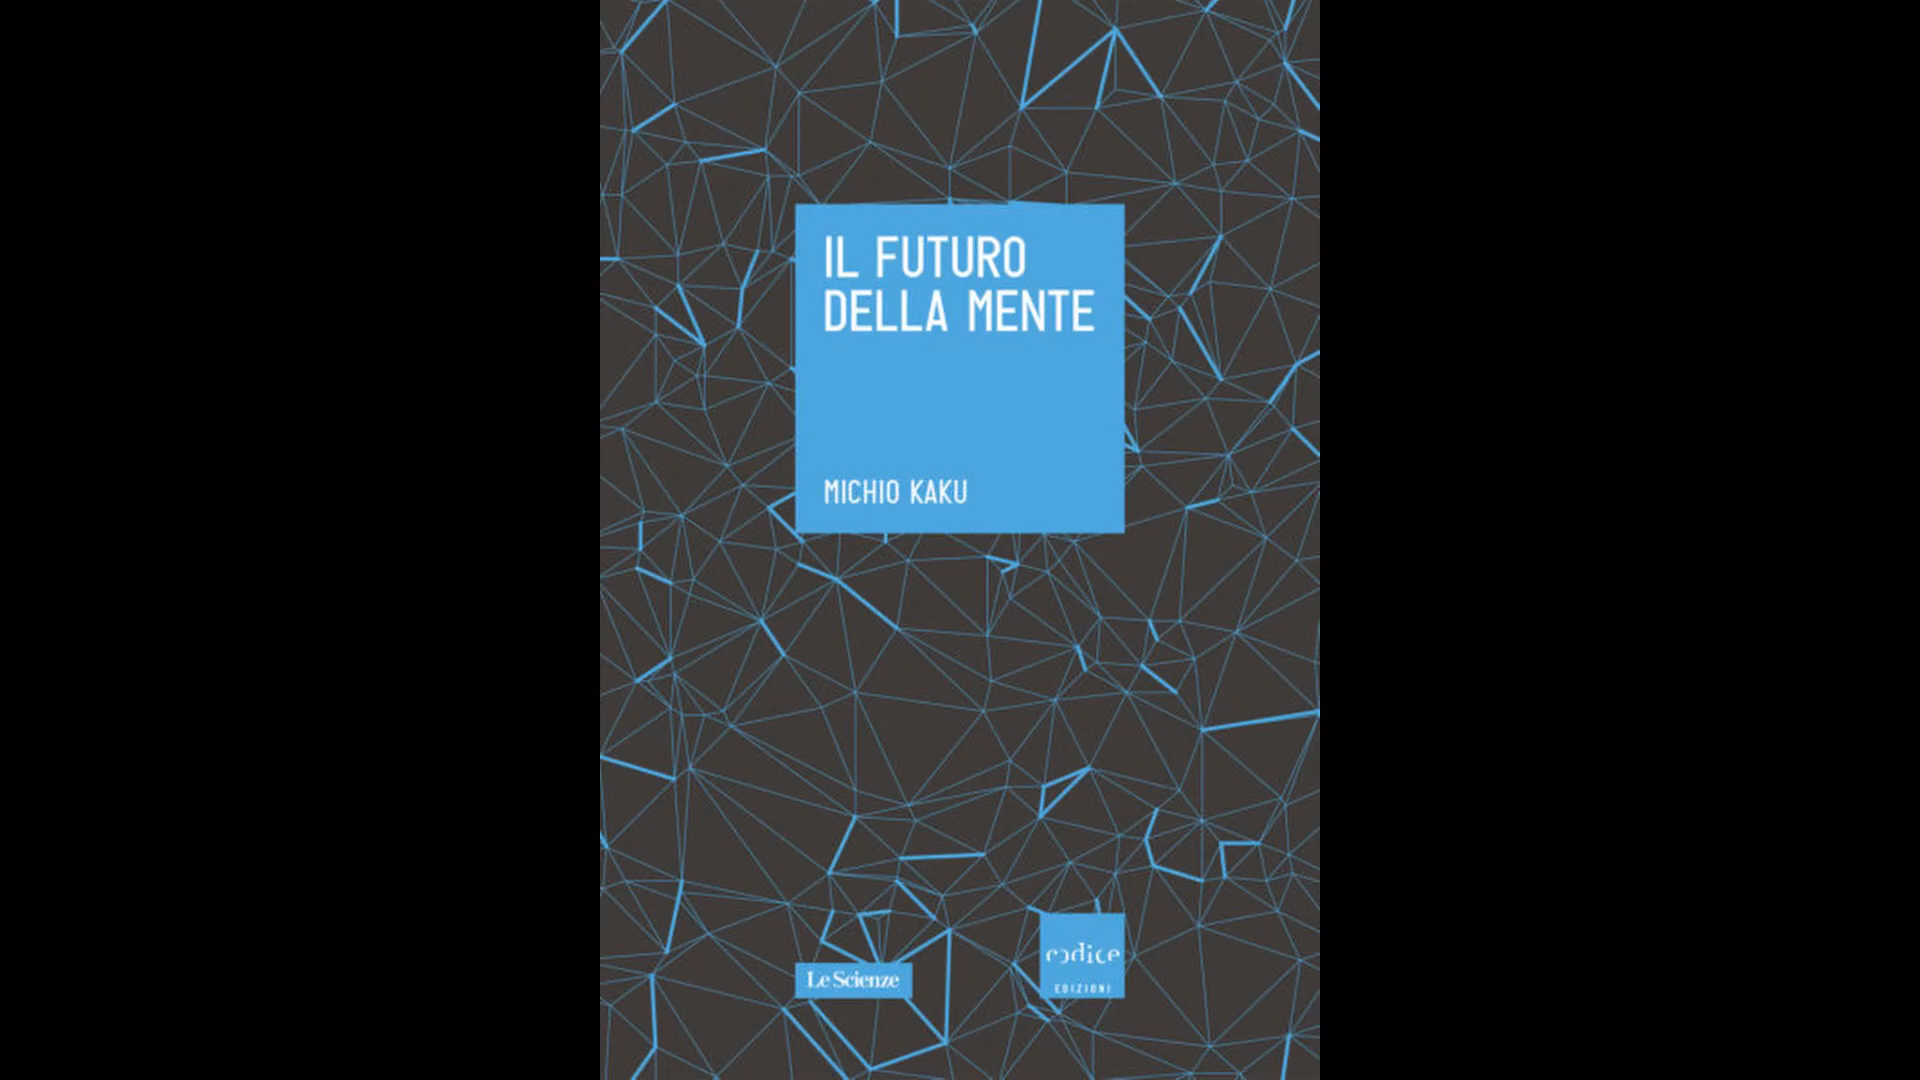 IL FUTURO
DELLA MENTE
MICHIO KAKU
Le Scienze
codice
EDIZIONI